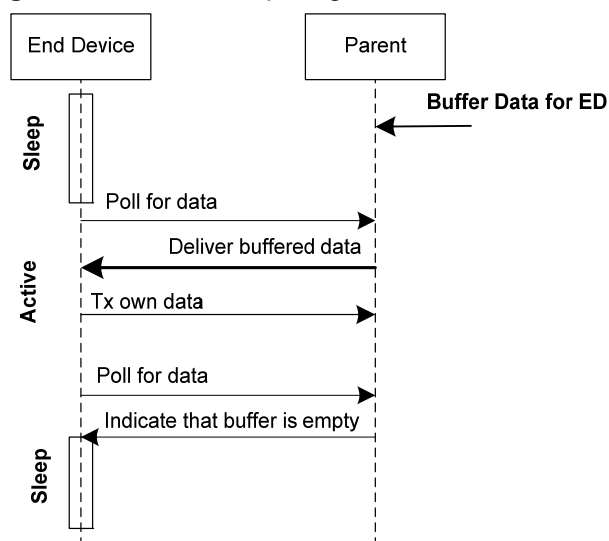 End Device
Parent
Buffer Data for ED
Sleep
Poll for data
Deliver buffered data
Active
Tx own data
Poll for data
Indicate that buffer is empty
Sleep